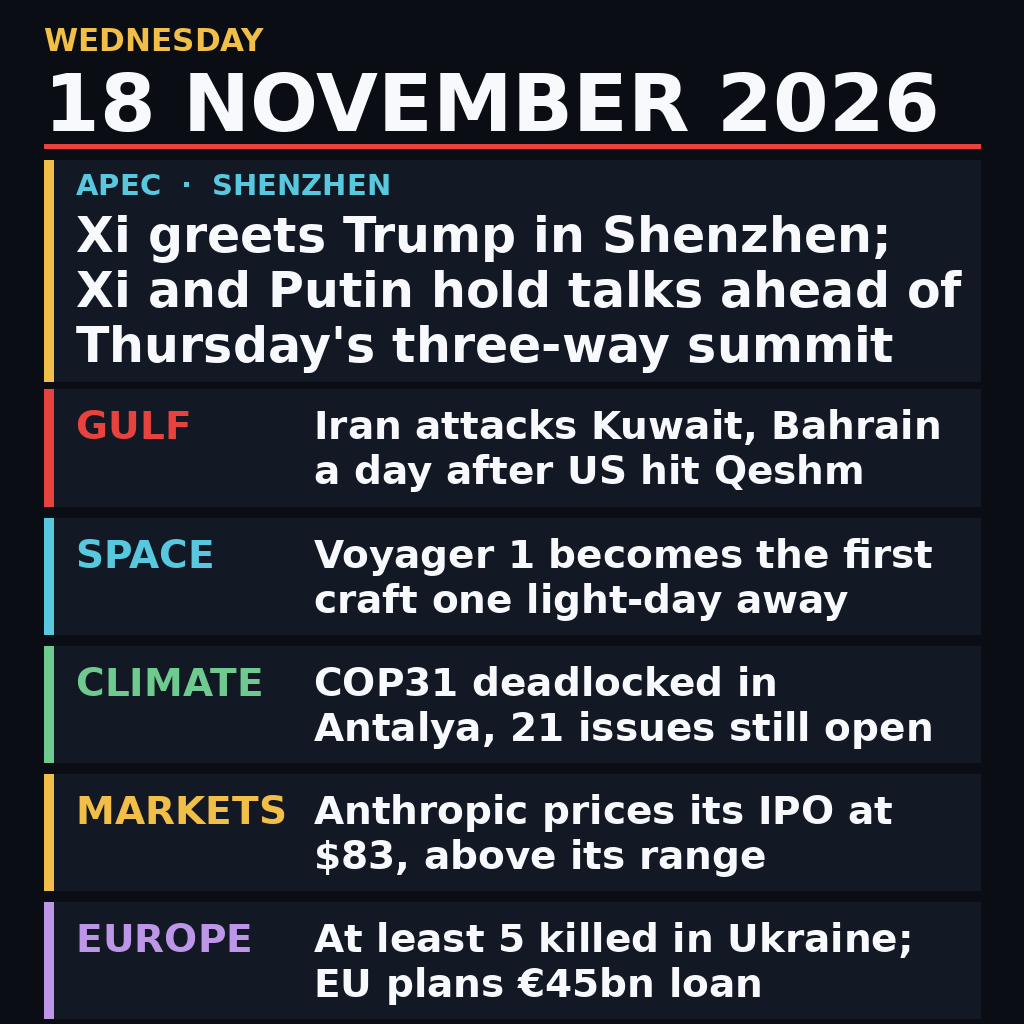 WEDNESDAY
18 NOVEMBER 2026
APEC · SHENZHEN
Xi greets Trump in Shenzhen;
Xi and Putin hold talks ahead of
Thursday's three-way summit
GULF
Iran attacks Kuwait, Bahrain
a day after US hit Qeshm
SPACE
Voyager 1 becomes the first
craft one light-day away
CLIMATE
COP31 deadlocked in
Antalya, 21 issues still open
MARKETS
Anthropic prices its IPO at
$83, above its range
EUROPE
At least 5 killed in Ukraine;
EU plans €45bn loan